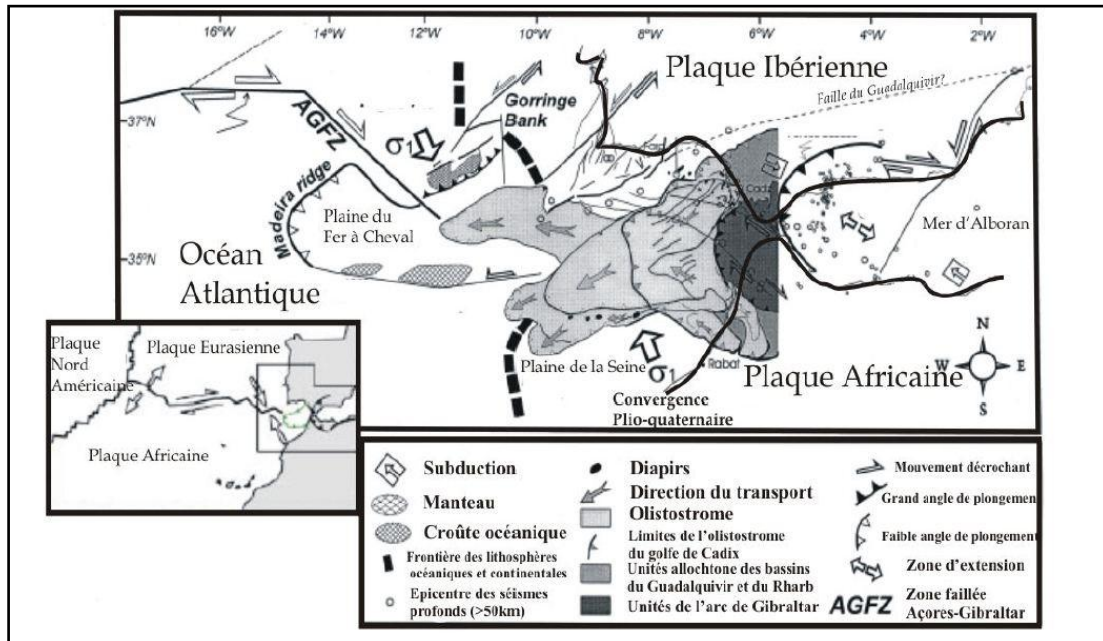 16°W 14°W 12°W 10°W 8°W 6°W 4°W 2°W
Plaque Ibérienne
Faille du Guadalquivir?
Gorringe
Bank
37°N
AGFZ
σ1
Madeira ridge
Plaine du
Fer à Cheval
Mer d'Alboran
35°N
Océan
Atlantique
N
W E
S
Plaine de la Seine
σ1
Rabat
Plaque Africaine
Convergence
Plio-quaternaire
Plaque
Nord
Américaine
Plaque Eurasienne
Plaque Africaine
Subduction
Manteau
Croûte océanique
Frontière des lithosphères
océaniques et continentales
Epicentre des séismes
profonds (>50km)
Diapirs
Direction du transport
Olistostrome
Limites de l'olistostrome
du golfe de Cadix
Unités allochtone des bassins
du Guadalquivir et du Rharb
Unités de l'arc de Gibraltar
Mouvement décrochant
Grand angle de plongement
Faible angle de plongement
Zone d'extension
AGFZ
Zone faillée
Açores-Gibraltar